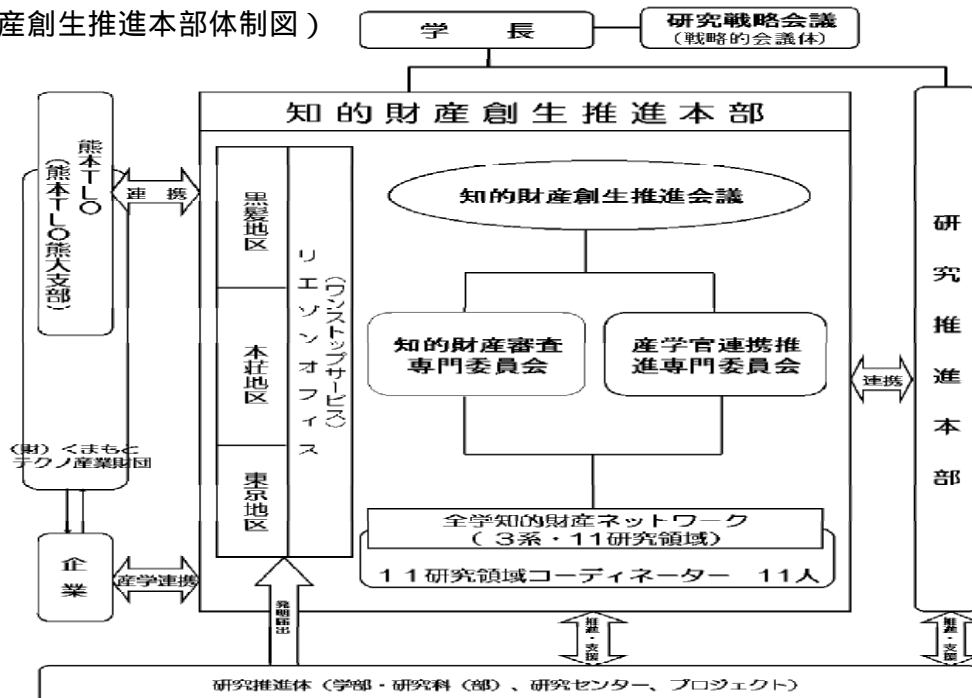 産創生推進本部体制図）
学　長
研究戦略会議
（戦略的会議体）
知的財産創生推進本部
熊本TLO
（熊本TLO熊大支部）
連　携
黒髪地区
本荘地区
東京地区
リエゾンオフィス
（ワンストップサービス）
知的財産創生推進会議
知的財産審査
専門委員会
産学官連携推
進専門委員会
研究推進本部
連携
（財）くまもと
テクノ産業財団
全学知的財産ネットワーク
（３系・11研究領域）
１１研究領域コーディネーター　11人
企業
産学連携
発明届出
推進・支援
推進・支援
研究推進体（学部・研究科（部）、研究センター、プロジェクト）